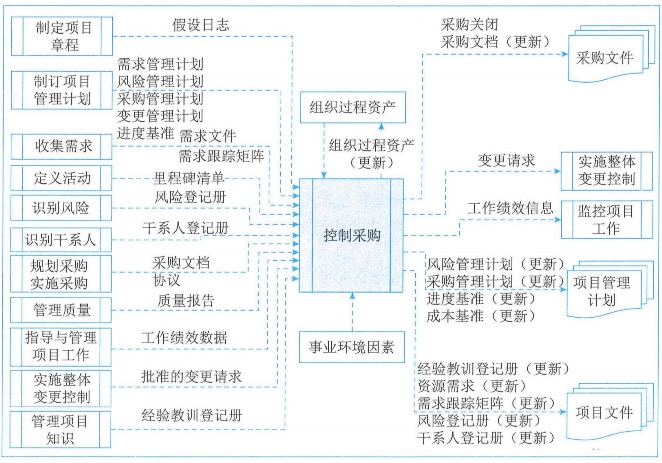 制定项目
章程
假设日志
制订项目
管理计划
需求管理计划
风险管理计划
采购管理计划
变更管理计划
进度基准
收集需求
需求文件
需求跟踪矩阵
定义活动
里程碑清单
识别风险
风险登记册
识别干系人
干系人登记册
规划采购
实施采购
采购文档
协议
管理质量
质量报告
指导与管理
项目工作
工作绩效数据
实施整体
变更控制
批准的变更请求
管理项目
知识
经验教训登记册
组织过程资产
组织过程资产
（更新）
控制采购
事业环境因素
采购关闭
采购文档（更新）
采购文件
变更请求
实施整体
变更控制
工作绩效信息
监控项目
工作
风险管理计划（更新）
采购管理计划（更新）
进度基准（更新）
成本基准（更新）
项目管理
计划
经验教训登记册（更新）
资源需求（更新）
需求跟踪矩阵（更新）
风险登记册（更新）
干系人登记册（更新）
项目文件